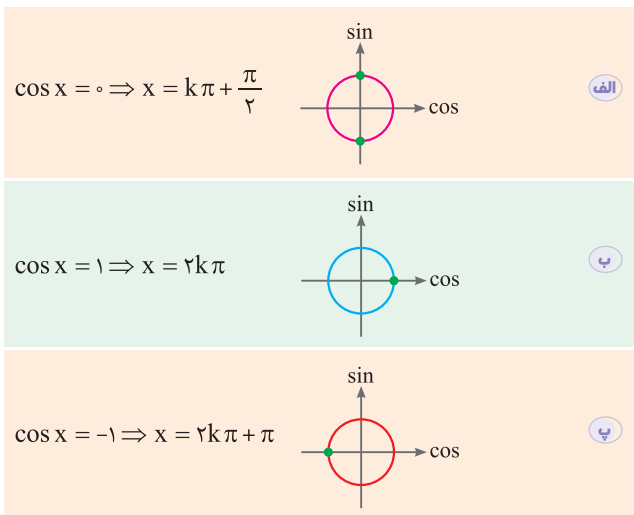 الف
sin
cos
cos x = ۰ ⇒ x = kπ + π/۲
ب
sin
cos
cos x = ۱ ⇒ x = ۲kπ
پ
sin
cos
cos x = −۱ ⇒ x = ۲kπ + π